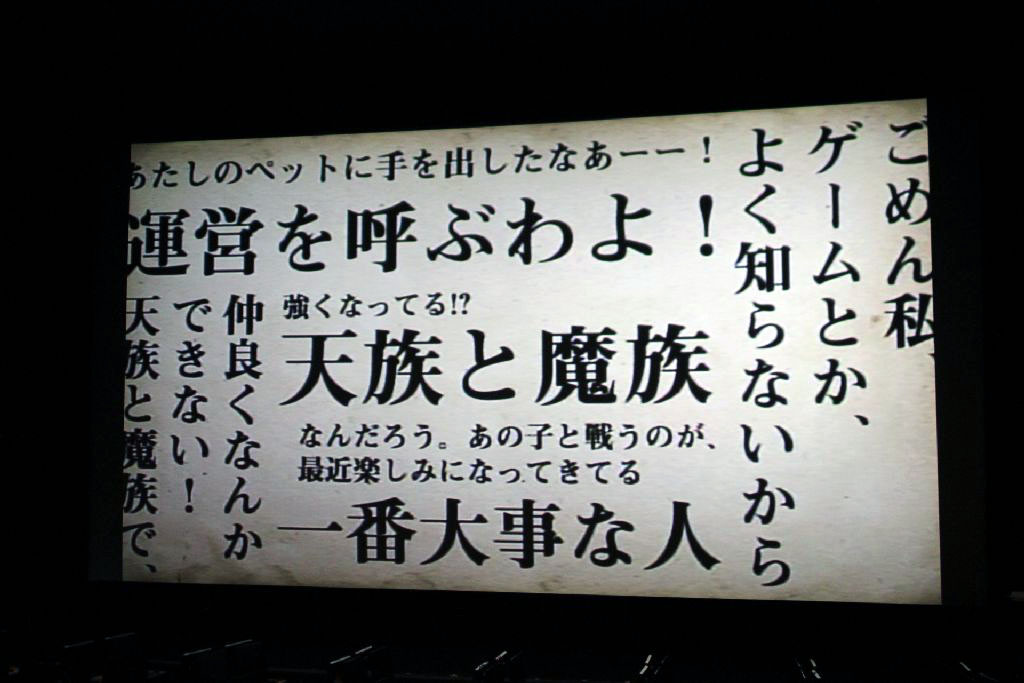 ごめん私、
ゲームとか、
よく知らないから
あたしのペットに手を出したなあーー！
運営を呼ぶわよ！
強くなってる!?
天族と魔族
なんだろう。あの子と戦うのが、
最近楽しみになってきてる
一番大事な人
仲良くなんか
できない！
天族と魔族で、